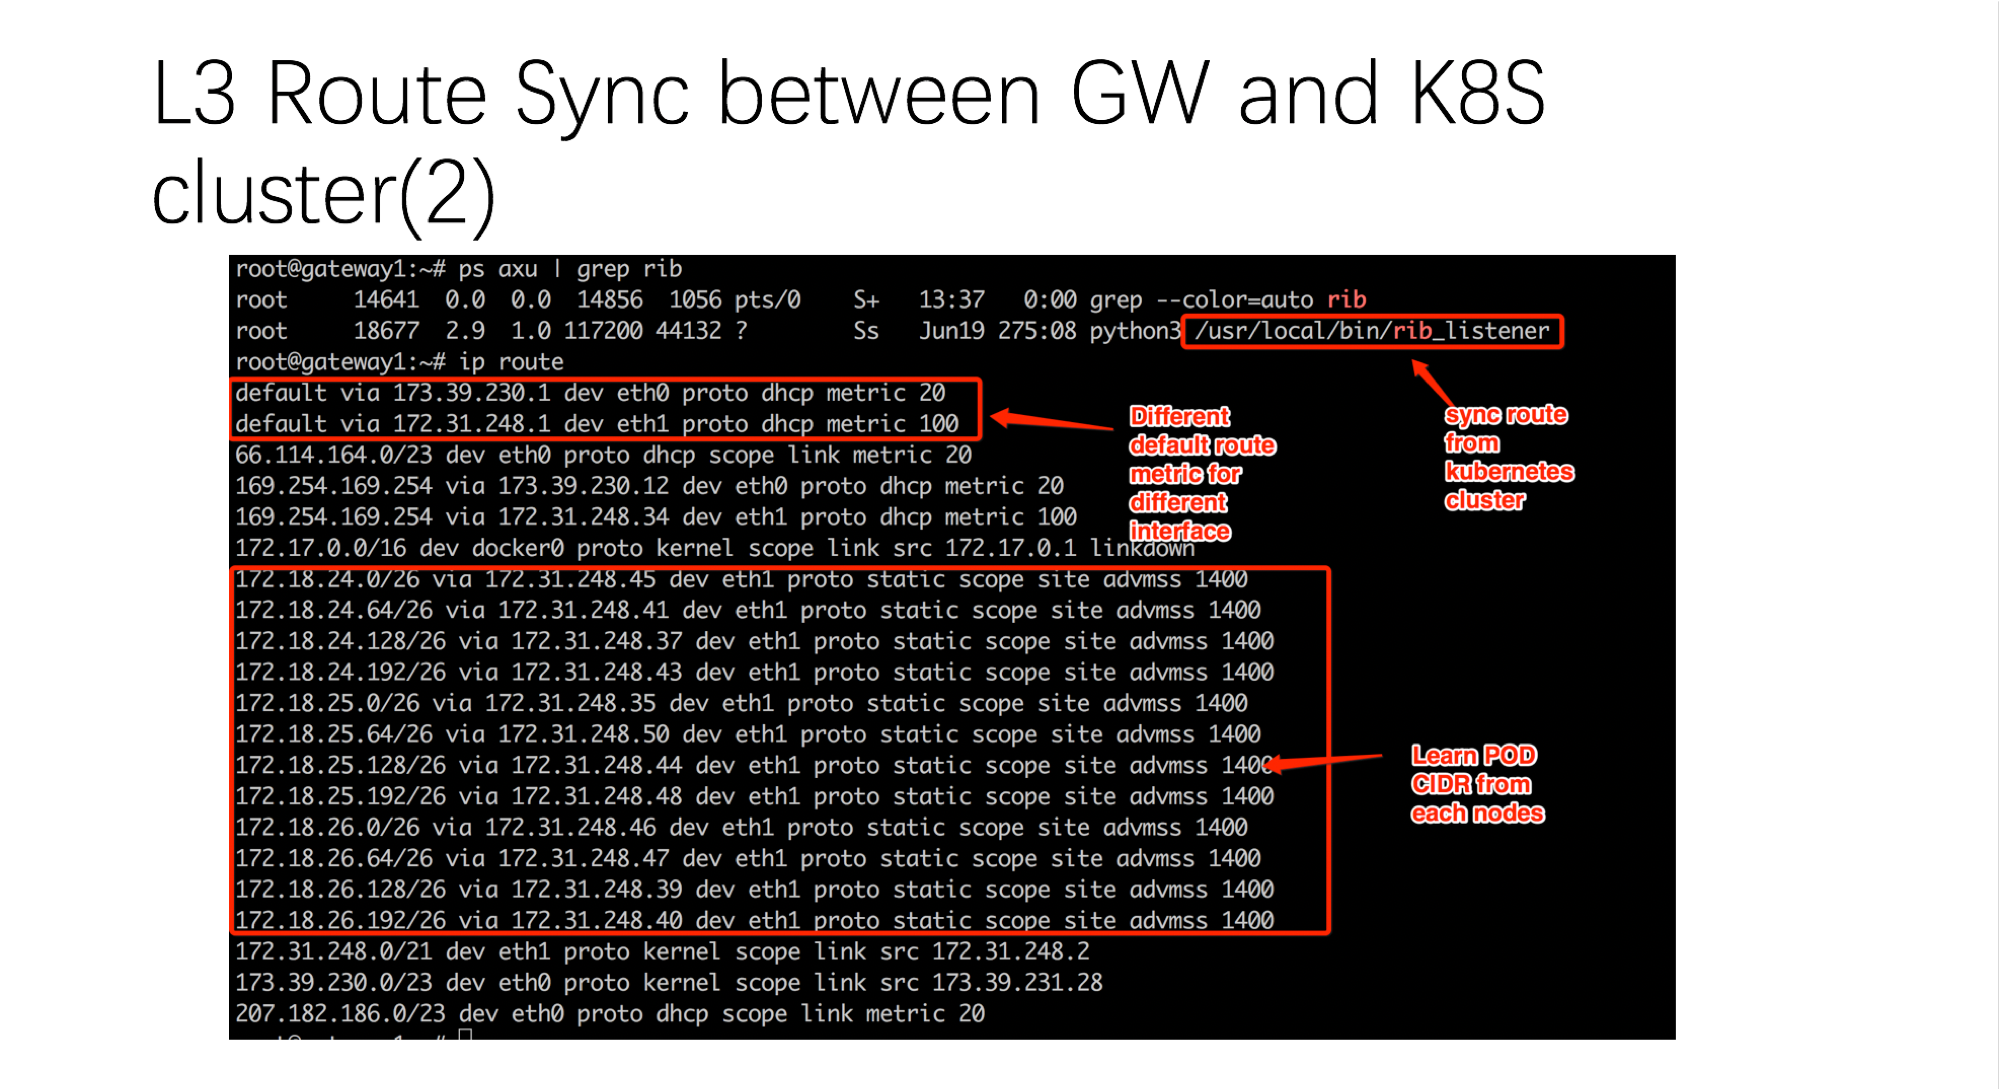 L3 Route Sync between GW and K8S
cluster(2)
root@gateway1:~# ps axu | grep rib
root     14641  0.0  0.0  14856  1056 pts/0    S+   13:37   0:00 grep --color=auto rib
root     18677  2.9  1.0 117200 44132 ?        Ss   Jun19 275:08 python3 /usr/local/bin/rib_listener
root@gateway1:~# ip route
default via 173.39.230.1 dev eth0 proto dhcp metric 20
default via 172.31.248.1 dev eth1 proto dhcp metric 100
66.114.164.0/23 dev eth0 proto dhcp scope link metric 20
169.254.169.254 via 173.39.230.12 dev eth0 proto dhcp metric 20
169.254.169.254 via 172.31.248.34 dev eth1 proto dhcp metric 100
172.17.0.0/16 dev docker0 proto kernel scope link src 172.17.0.1 linkdown
172.18.24.0/26 via 172.31.248.45 dev eth1 proto static scope site advmss 1400
172.18.24.64/26 via 172.31.248.41 dev eth1 proto static scope site advmss 1400
172.18.24.128/26 via 172.31.248.37 dev eth1 proto static scope site advmss 1400
172.18.24.192/26 via 172.31.248.43 dev eth1 proto static scope site advmss 1400
172.18.25.0/26 via 172.31.248.35 dev eth1 proto static scope site advmss 1400
172.18.25.64/26 via 172.31.248.50 dev eth1 proto static scope site advmss 1400
172.18.25.128/26 via 172.31.248.44 dev eth1 proto static scope site advmss 1400
172.18.25.192/26 via 172.31.248.48 dev eth1 proto static scope site advmss 1400
172.18.26.0/26 via 172.31.248.46 dev eth1 proto static scope site advmss 1400
172.18.26.64/26 via 172.31.248.47 dev eth1 proto static scope site advmss 1400
172.18.26.128/26 via 172.31.248.39 dev eth1 proto static scope site advmss 1400
172.18.26.192/26 via 172.31.248.40 dev eth1 proto static scope site advmss 1400
172.31.248.0/21 dev eth1 proto kernel scope link src 172.31.248.2
173.39.230.0/23 dev eth0 proto kernel scope link src 173.39.231.28
207.182.186.0/23 dev eth0 proto dhcp scope link metric 20
Different
default route
metric for
different
interface
sync route
from
kubernetes
cluster
Learn POD
CIDR from
each nodes